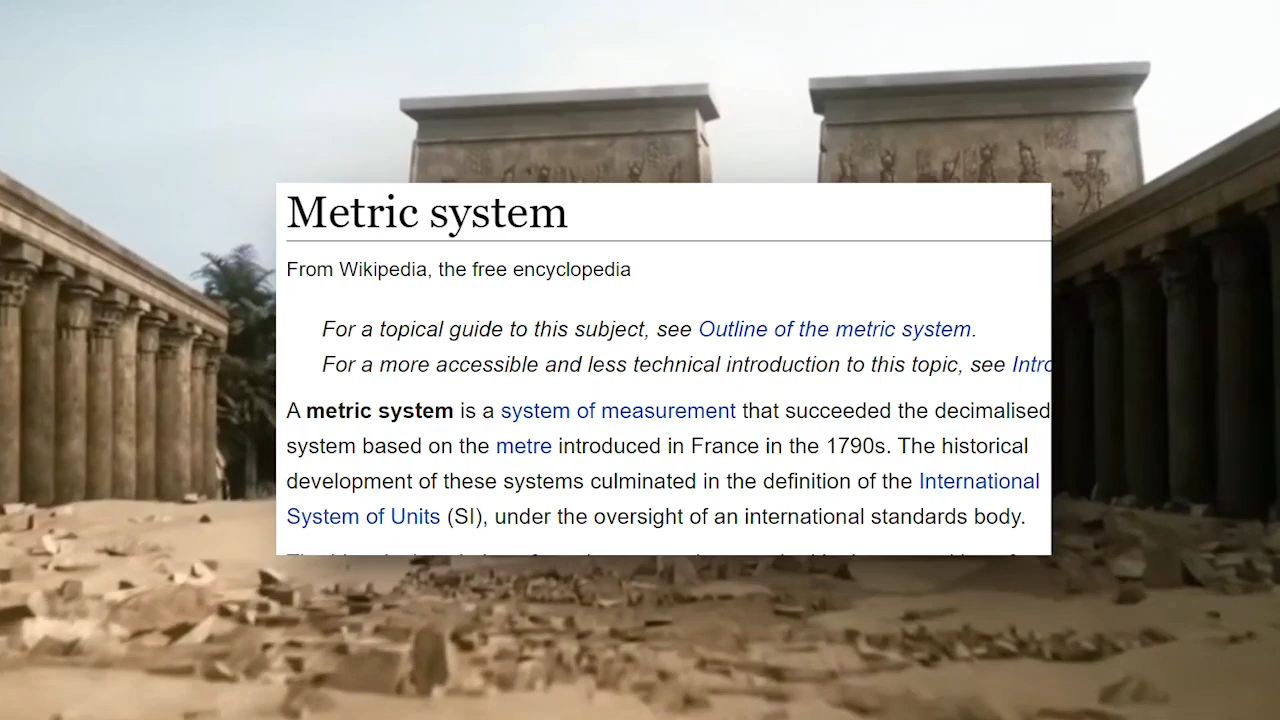 Metric system
From Wikipedia, the free encyclopedia
For a topical guide to this subject, see Outline of the metric system.
For a more accessible and less technical introduction to this topic, see Intro
A metric system is a system of measurement that succeeded the decimalised
system based on the metre introduced in France in the 1790s. The historical
development of these systems culminated in the definition of the International
System of Units (SI), under the oversight of an international standards body.